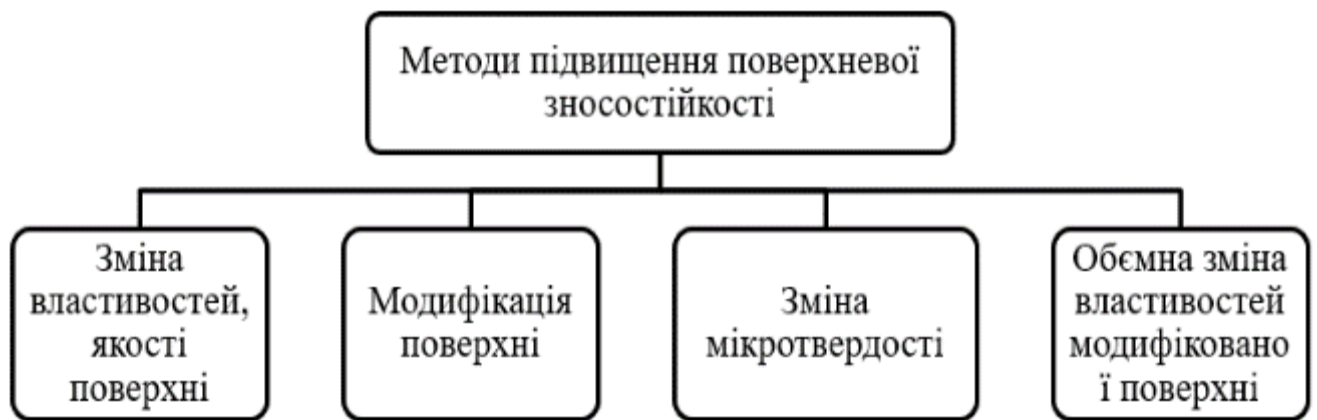 Методи підвищення поверхневої
зносостійкості
Зміна
властивостей,
якості
поверхні
Модифікація
поверхні
Зміна
мікротвердості
Обємна зміна
властивостей
модифіковано
ї поверхні